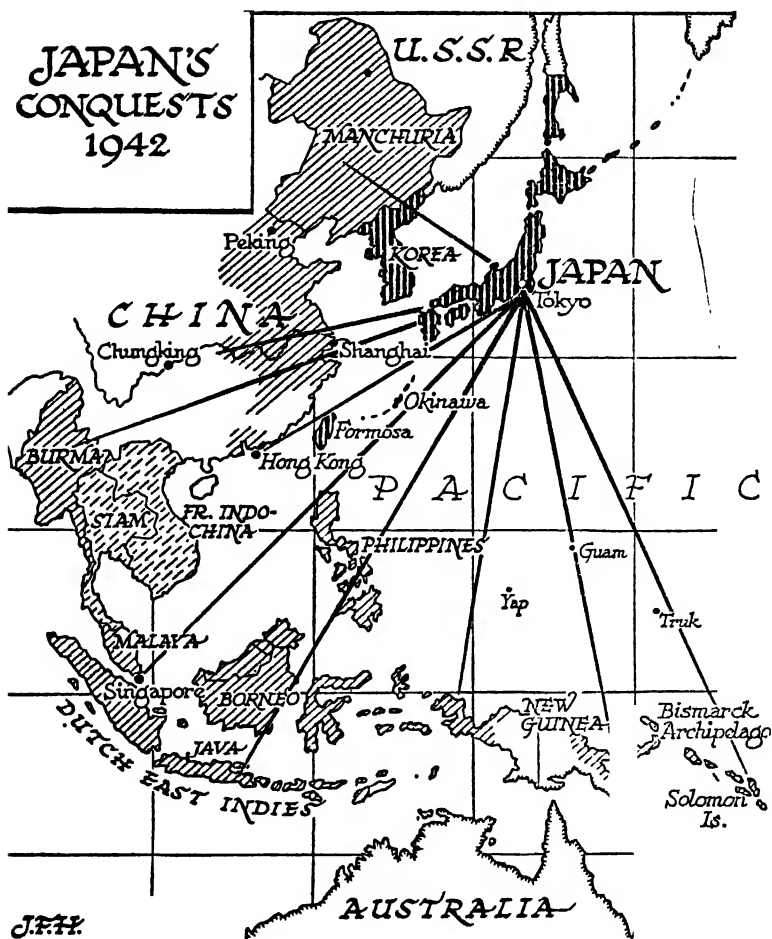 JAPAN'S
CONQUESTS
1942
U.S.S.R
MANCHURIA
Peking
KOREA
JAPAN
Tokyo
CHINA
Chungking
Shanghai
Okinawa
Formosa
BURMA
Hong Kong
PACIFIC
SIAM
FR. INDO-
CHINA
PHILIPPINES
Guam
Yap
Truk
MALAYA
Singapore
BORNEO
NEW
GUINEA
Bismarck
Archipelago
JAVA
DUTCH EAST INDIES
Solomon
Is.
AUSTRALIA
J.F.H.